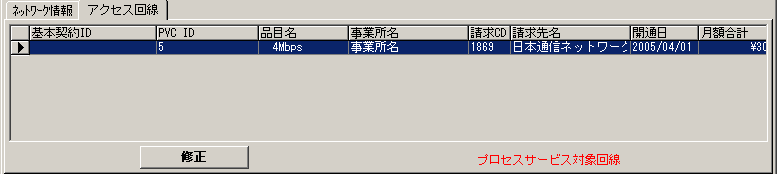 ネットワーク情報 アクセス回線
基本契約ID PVC ID 品目名 事業所名 請求CD 請求先名 開通日 月額合計
5 4Mbps 事業所名 1869 日本通信ネットワーク 2005/04/01 ¥30
修正
プロセスサービス対象回線